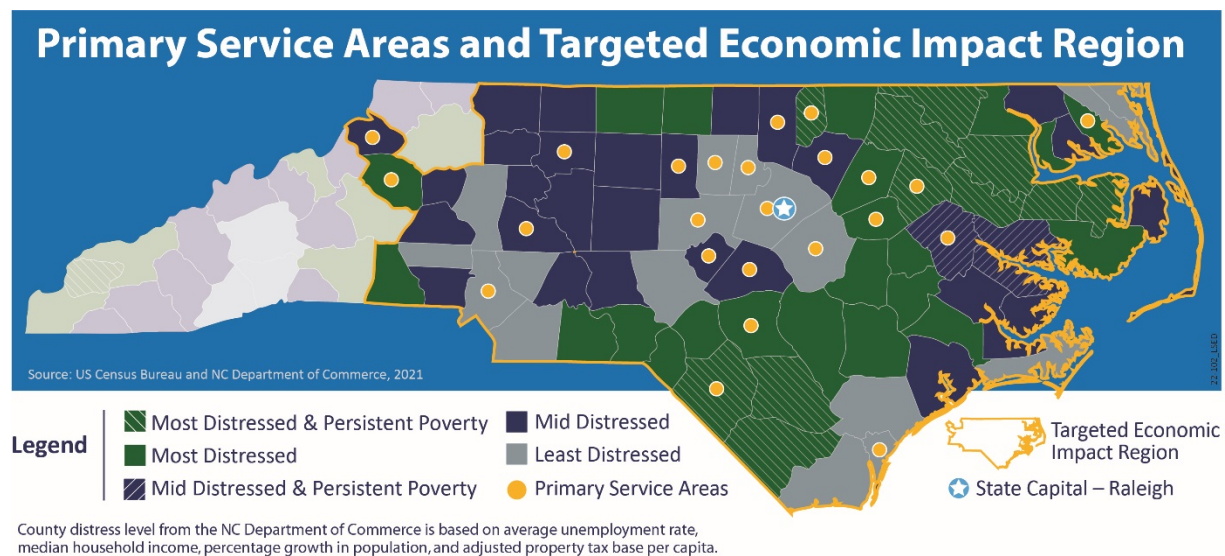 Primary Service Areas and Targeted Economic Impact Region
Source: US Census Bureau and NC Department of Commerce, 2021
22-102_LSED
Legend
Most Distressed & Persistent Poverty
Most Distressed
Mid Distressed & Persistent Poverty
Mid Distressed
Least Distressed
Primary Service Areas
Targeted Economic
Impact Region
State Capital – Raleigh
County distress level from the NC Department of Commerce is based on average unemployment rate,
median household income, percentage growth in population, and adjusted property tax base per capita.